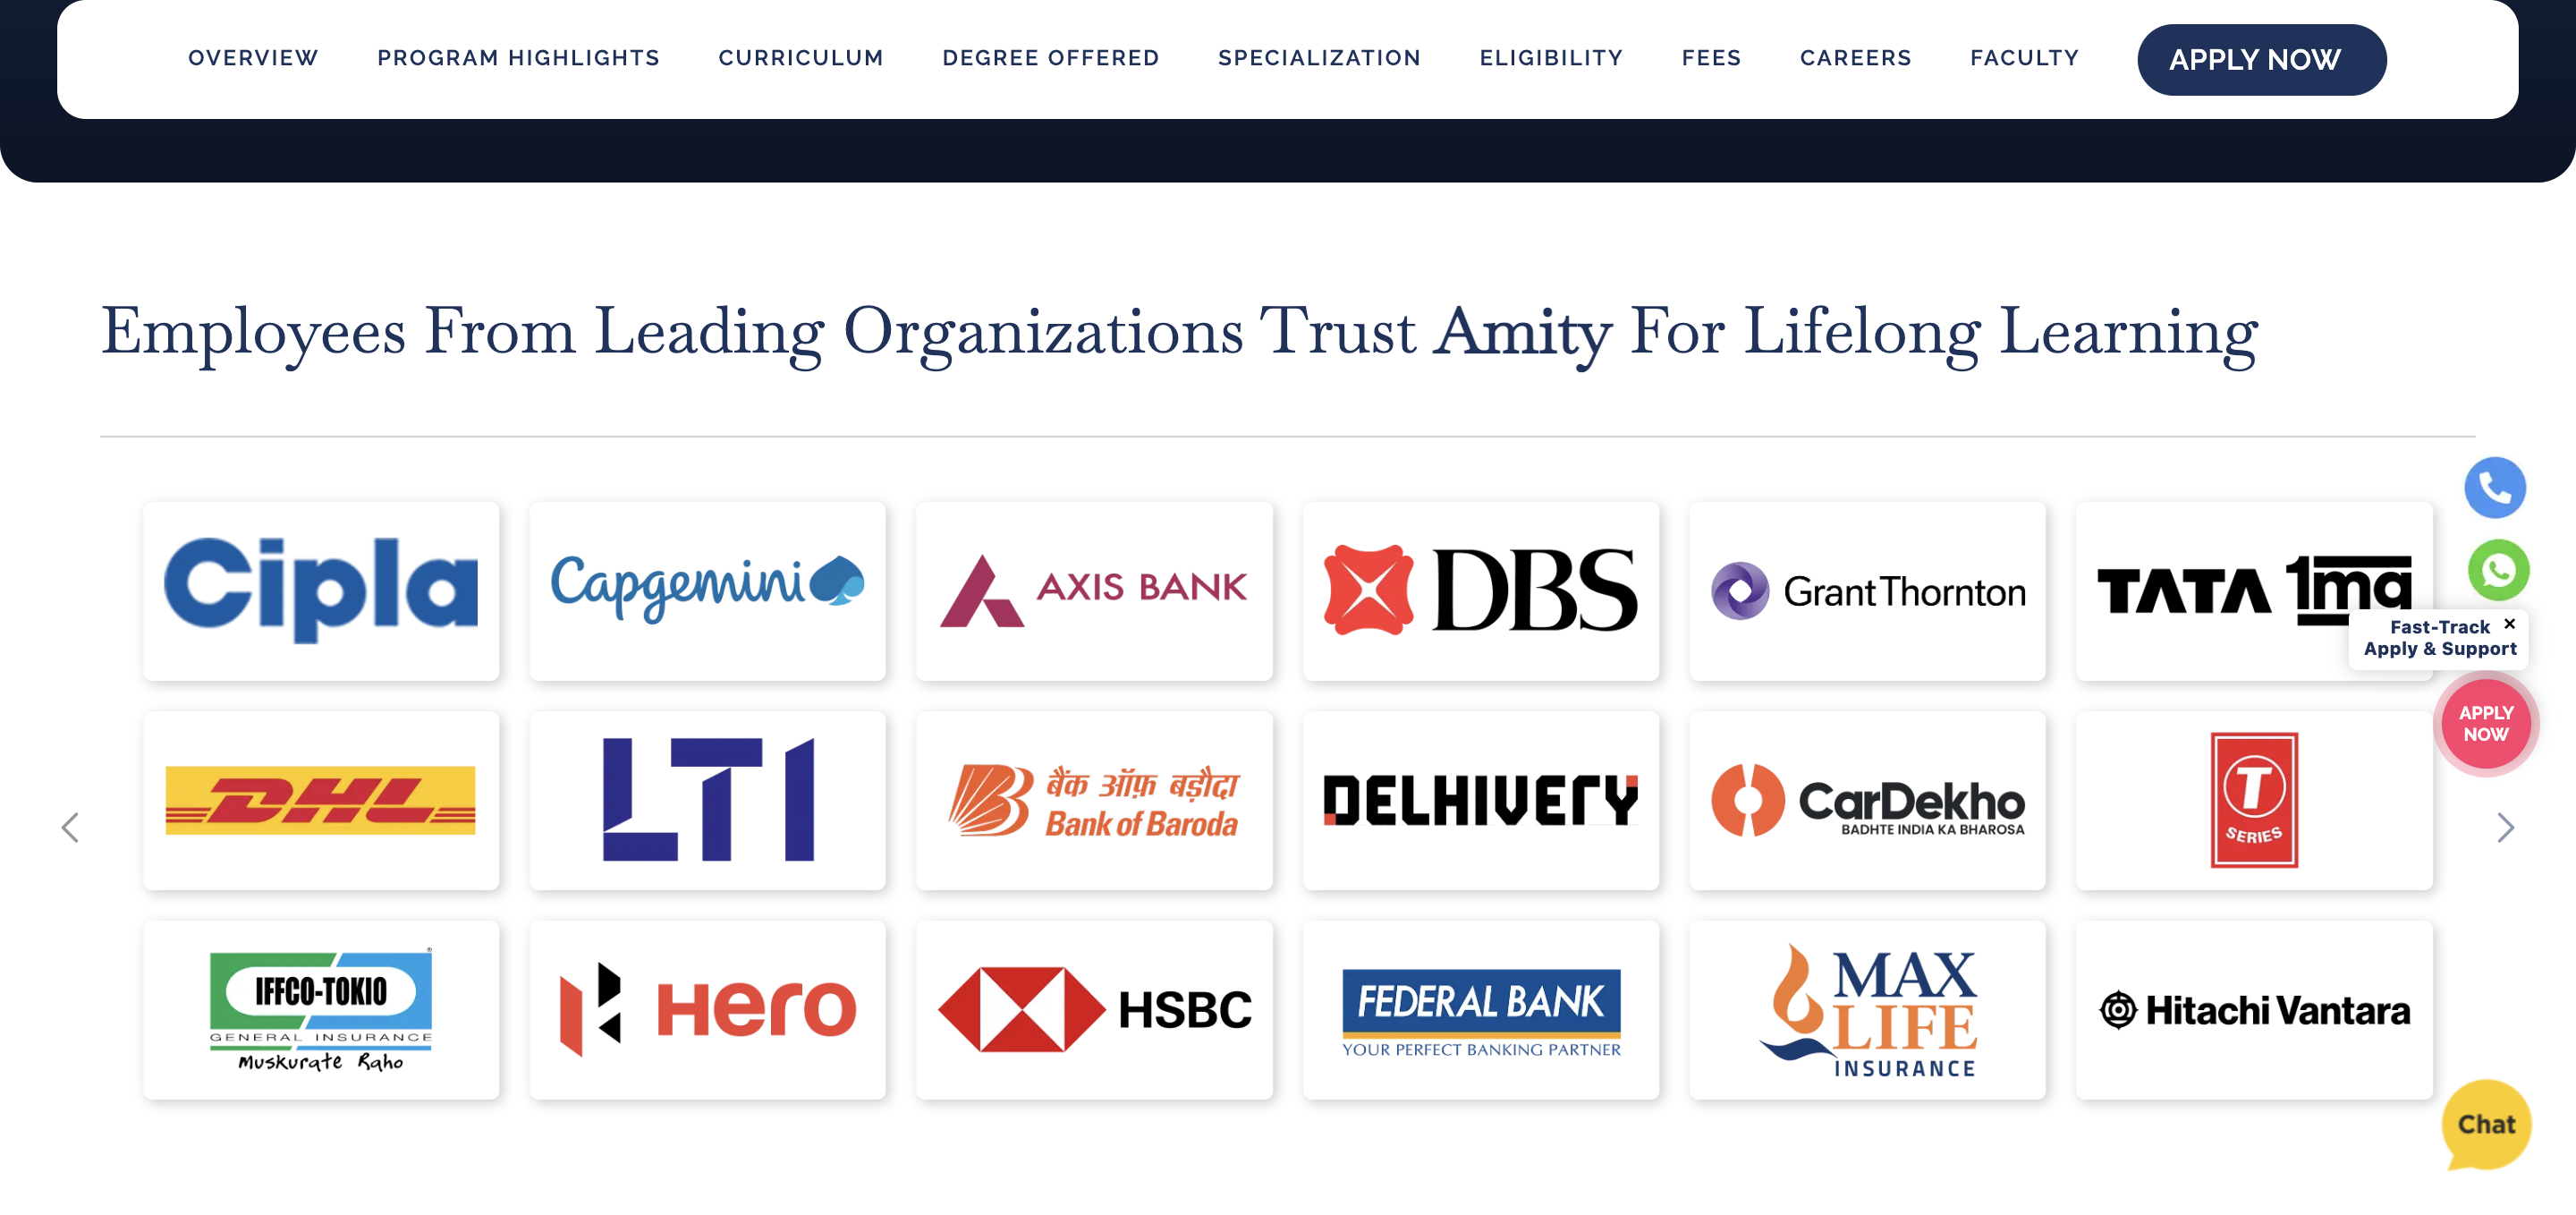 OVERVIEW PROGRAM HIGHLIGHTS CURRICULUM DEGREE OFFERED SPECIALIZATION ELIGIBILITY FEES CAREERS FACULTY APPLY NOW
Employees From Leading Organizations Trust Amity For Lifelong Learning
Cipla
Capgemini
AXIS BANK
DBS
Grant Thornton
TATA 1mg
Fast-Track ×
Apply & Support
APPLY
NOW
DHL
LTI
बैंक ऑफ़ बड़ौदा
Bank of Baroda
DELHIVERY
CarDekho
BADHTE INDIA KA BHAROSA
T
SERIES
IFFCO-TOKIO
GENERAL INSURANCE
Muskurate Raho
Hero
HSBC
FEDERAL BANK
YOUR PERFECT BANKING PARTNER
MAX
LIFE
INSURANCE
Hitachi Vantara
Chat